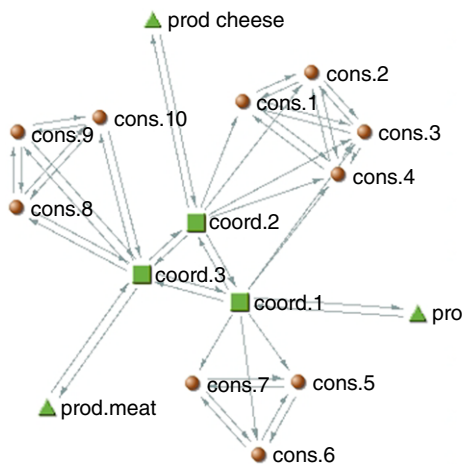 prod cheese
cons.2
cons.1
cons.10
cons.3
cons.9
cons.4
cons.8
coord.2
coord.3
coord.1
pro
cons.7
cons.5
prod.meat
cons.6